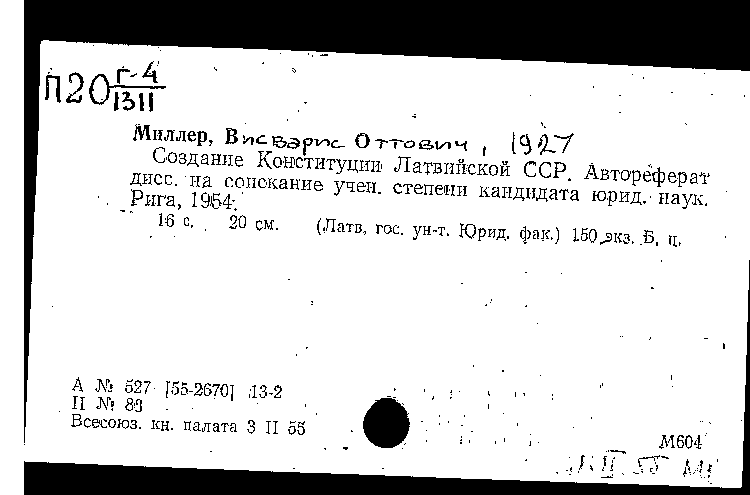 П20 Г-4
1311
Миллер, Висварис Оттович, 1927
Создание Конституции Латвийской ССР. Автореферат
дисс. на соискание учен. степени кандидата юрид. наук.
Рига, 1954.
16 с. 20 см. (Латв. гос. ун-т. Юрид. фак.) 150 экз. Б. ц.
А № 527 [55-2670] 13-2
П № 83
Всесоюз. кн. палата 3 II 55
М604
II 55